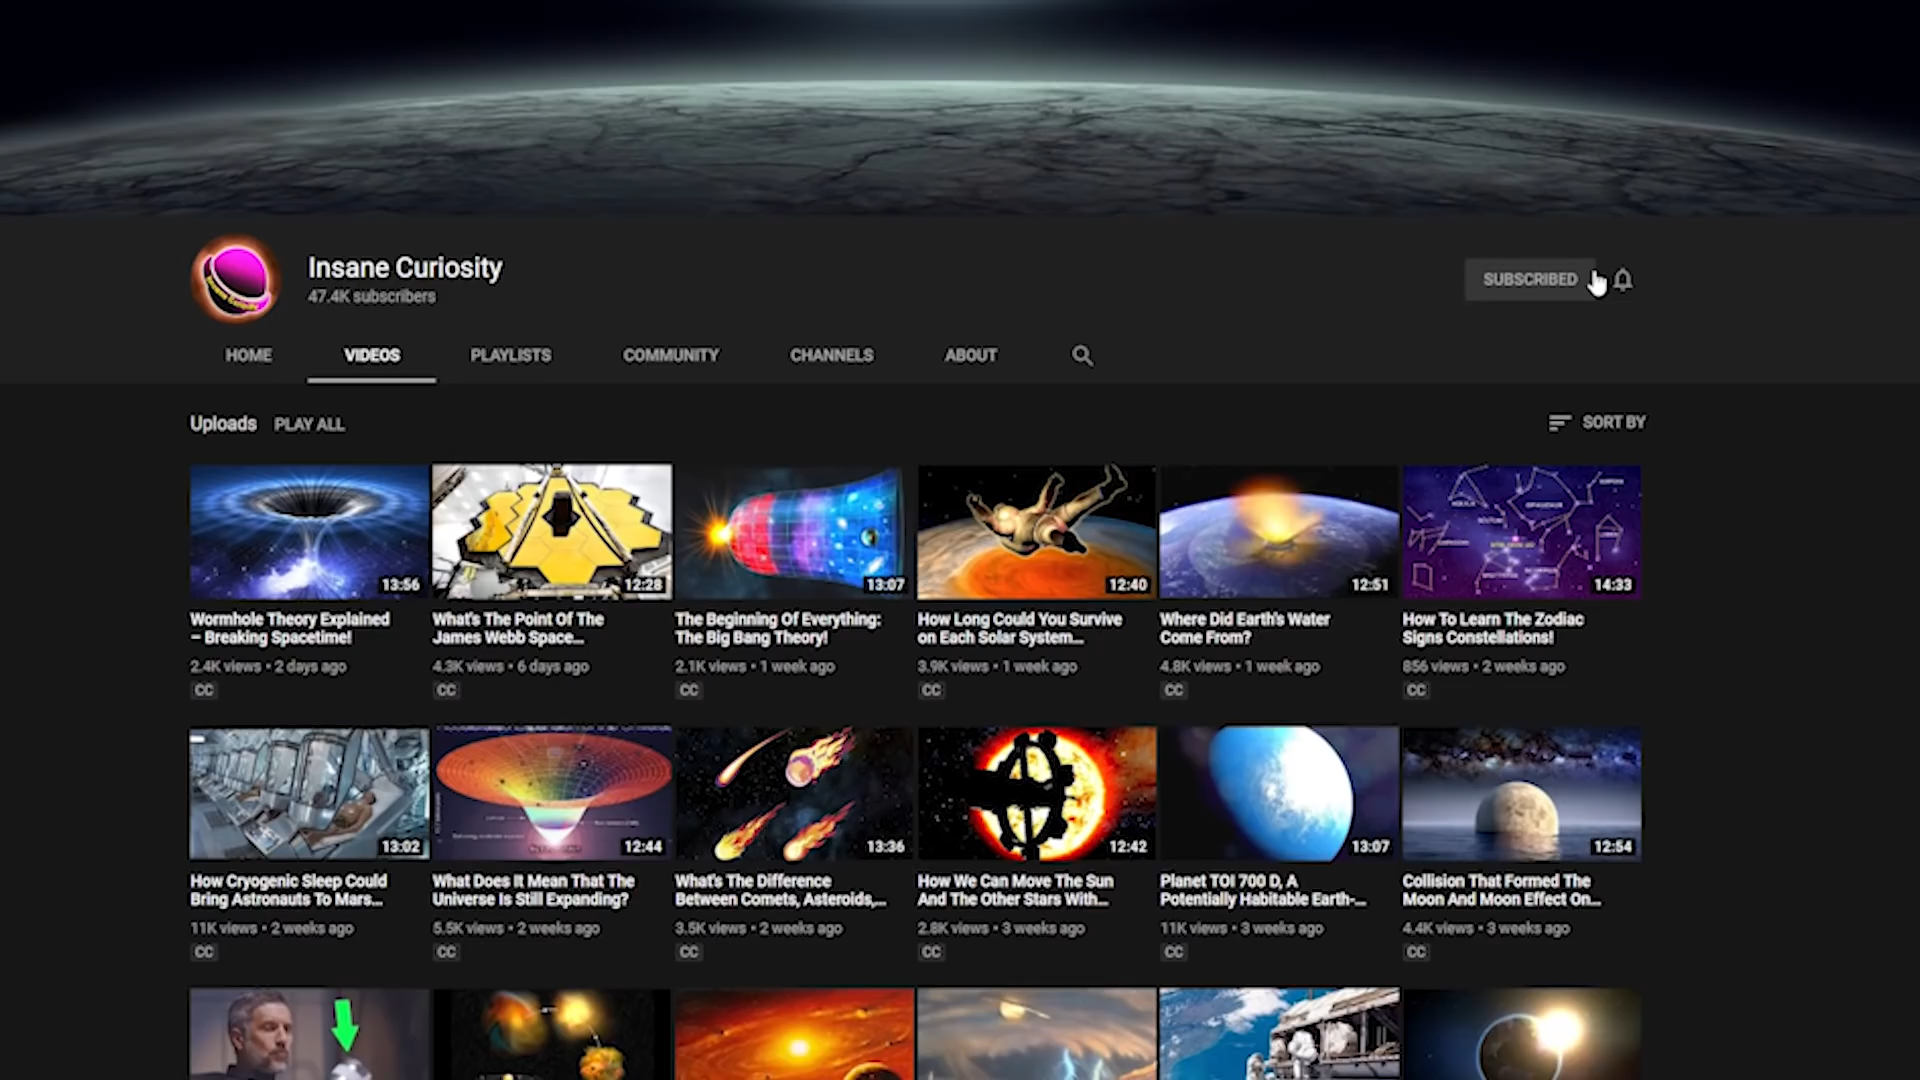 Insane Curiosity
47.4K subscribers
SUBSCRIBED
HOME VIDEOS PLAYLISTS COMMUNITY CHANNELS ABOUT
Uploads PLAY ALL SORT BY
13:56 12:28 13:07 12:40 12:51 14:33
Wormhole Theory Explained
– Breaking Spacetime!
2.4K views • 2 days ago
CC
What's The Point Of The
James Webb Space...
4.3K views • 6 days ago
CC
The Beginning Of Everything:
The Big Bang Theory!
2.1K views • 1 week ago
CC
How Long Could You Survive
on Each Solar System...
3.9K views • 1 week ago
CC
Where Did Earth's Water
Come From?
4.8K views • 1 week ago
CC
How To Learn The Zodiac
Signs Constellations!
856 views • 2 weeks ago
CC
13:02 12:44 13:36 12:42 13:07 12:54
How Cryogenic Sleep Could
Bring Astronauts To Mars...
11K views • 2 weeks ago
CC
What Does It Mean That The
Universe Is Still Expanding?
5.5K views • 2 weeks ago
CC
What's The Difference
Between Comets, Asteroids,...
3.5K views • 2 weeks ago
CC
How We Can Move The Sun
And The Other Stars With...
2.8K views • 3 weeks ago
CC
Planet TOI 700 D, A
Potentially Habitable Earth-...
11K views • 3 weeks ago
CC
Collision That Formed The
Moon And Moon Effect On...
4.4K views • 3 weeks ago
CC